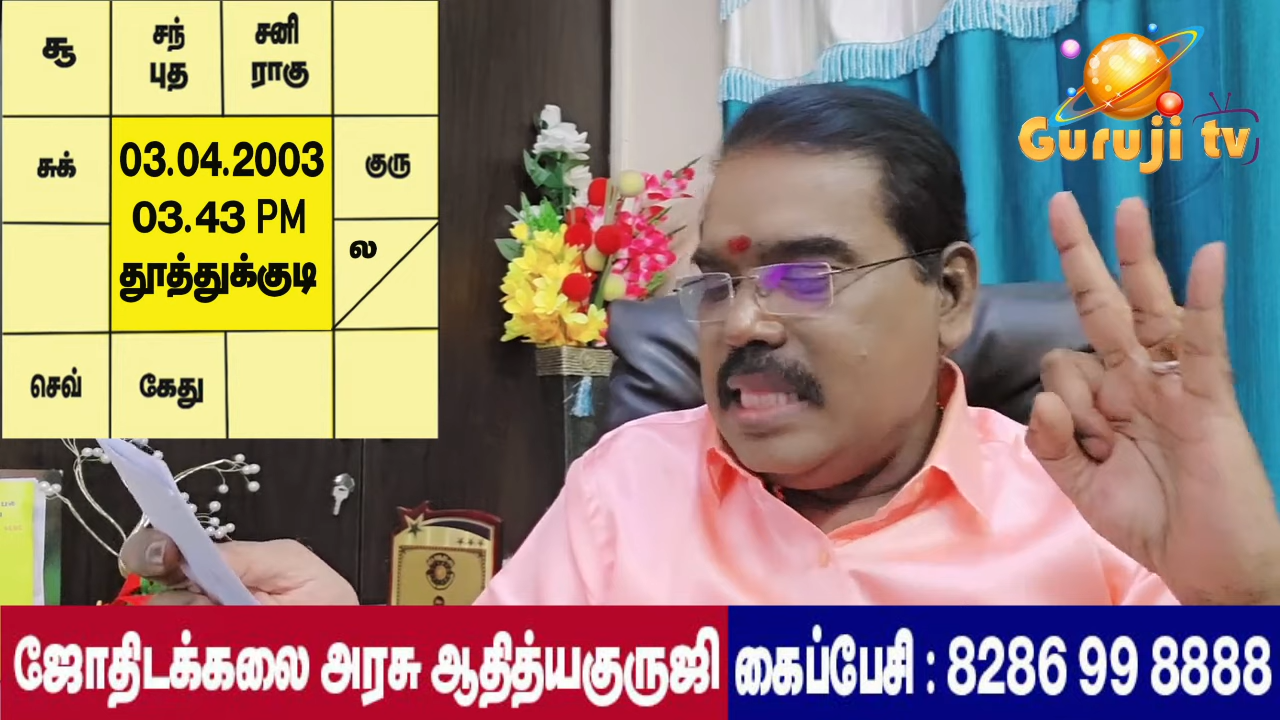 சூ
சந்
புத
சனி
ராகு
சுக்
03.04.2003
03.43 PM
தூத்துக்குடி
குரு
ல
செவ்
கேது
Guruji tv
ஜோதிடக்கலை அரசு ஆதித்யகுருஜி
கைப்பேசி : 8286 99 8888